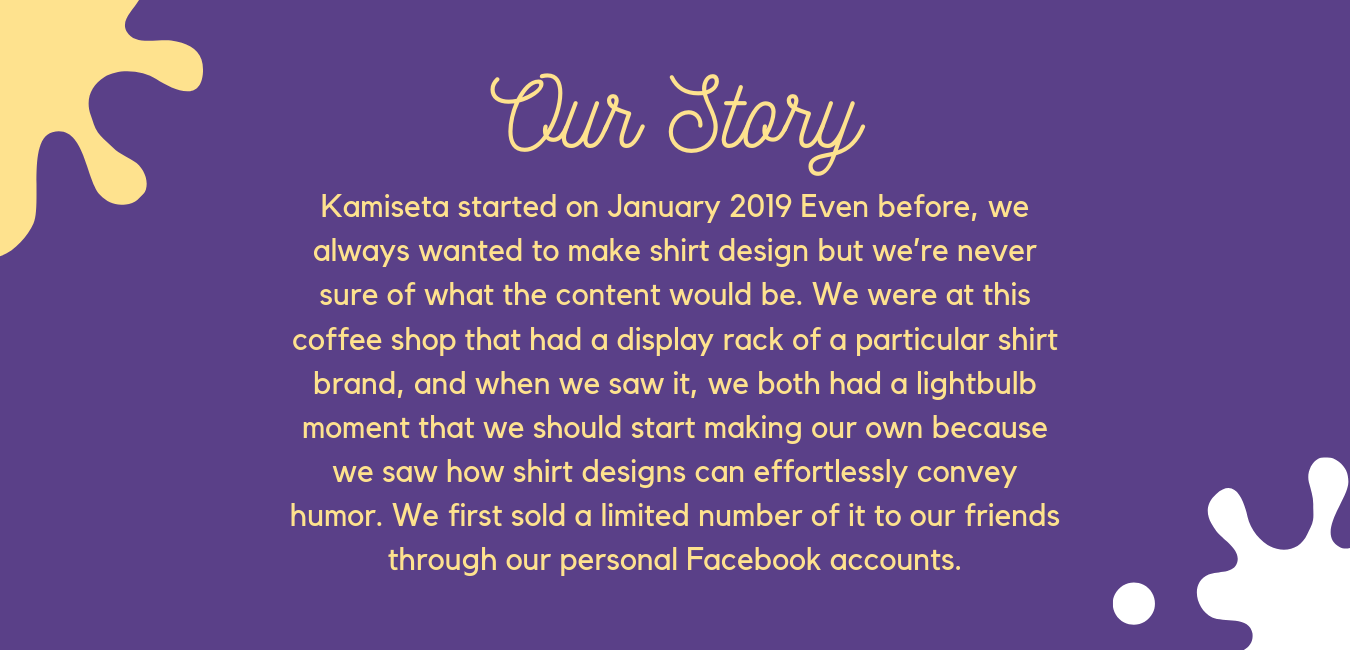 Our Story
Kamiseta started on January 2019 Even before, we
always wanted to make shirt design but we're never
sure of what the content would be. We were at this
coffee shop that had a display rack of a particular shirt
brand, and when we saw it, we both had a lightbulb
moment that we should start making our own because
we saw how shirt designs can effortlessly convey
humor. We first sold a limited number of it to our friends
through our personal Facebook accounts.